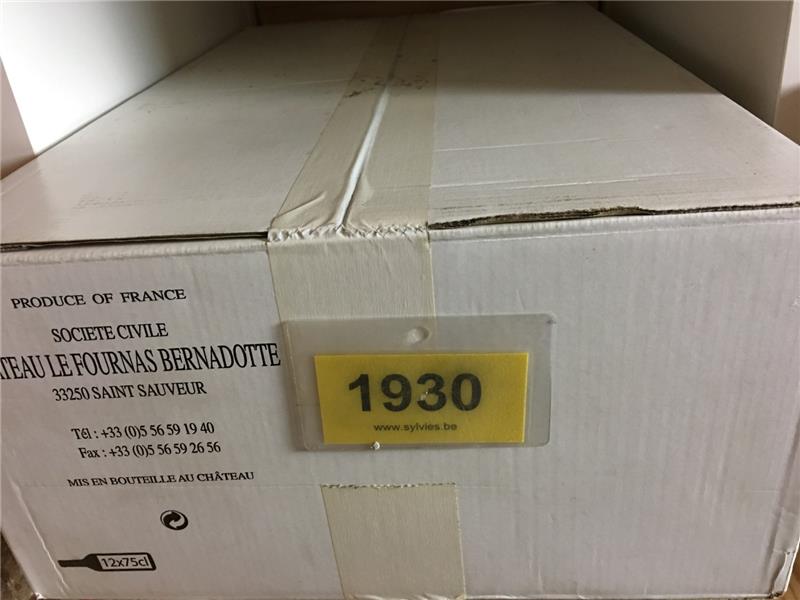 PRODUCE OF FRANCE
SOCIETE CIVILE
LE FOURNAS BERNADOTTE
33250 SAINT SAUVEUR
Tél : +33 (0)5 56 59 19 40
Fax : +33 (0)5 56 59 26 56
MIS EN BOUTEILLE AU CHÂTEAU
12x75cl
1930
www.sylvies.be